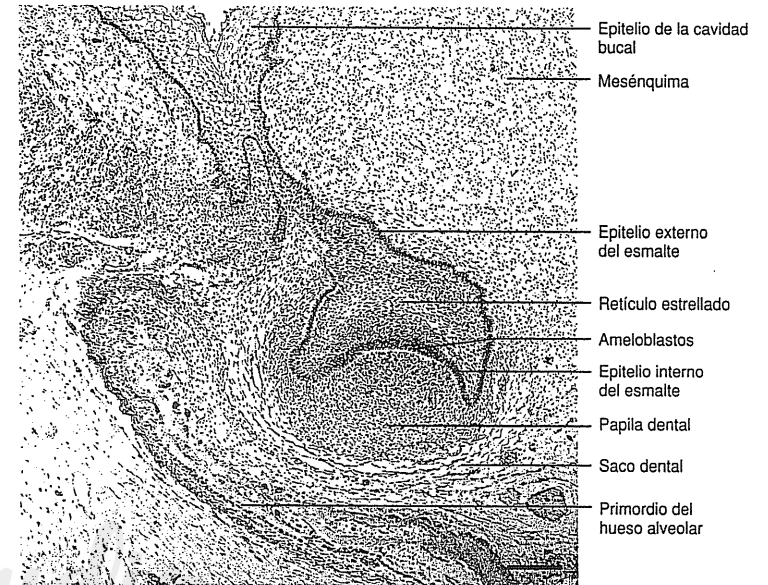 Epitelio de la cavidad
bucal
Mesénquima
Epitelio externo
del esmalte
Retículo estrellado
Ameloblastos
Epitelio interno
del esmalte
Papila dental
Saco dental
Primordio del
hueso alveolar